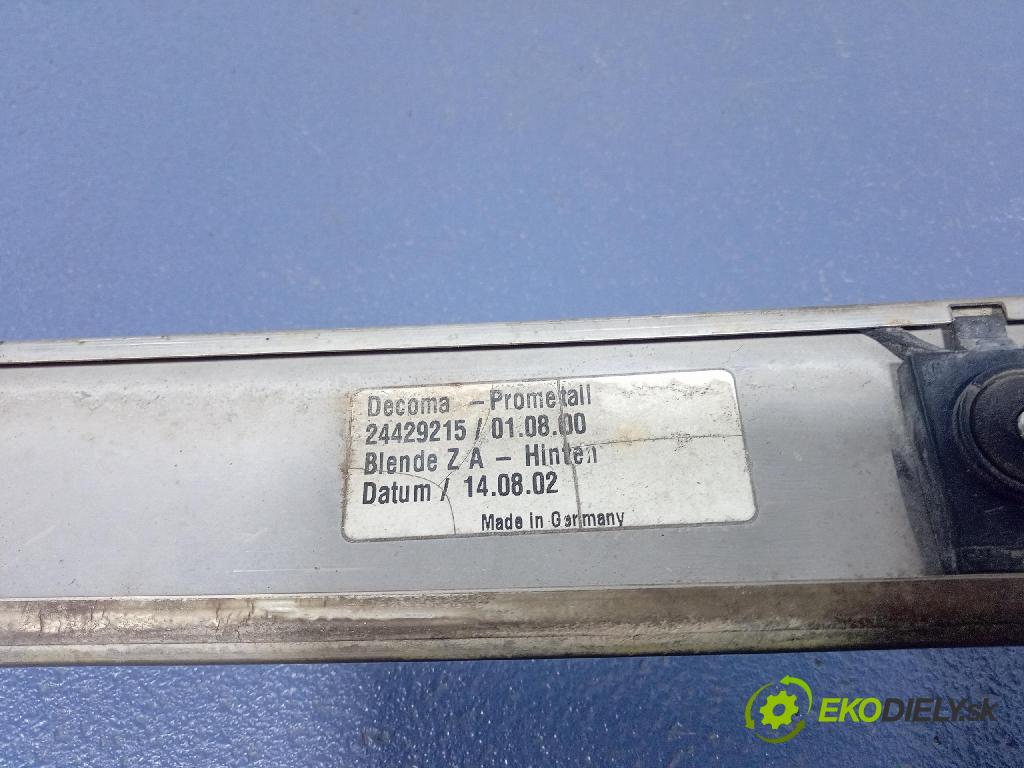 Decoma -Prometall
24429215 / 01.08.00
Blende Z A - Hinten
Datum / 14.08.02
Made in Germany
EKODIELY.sk